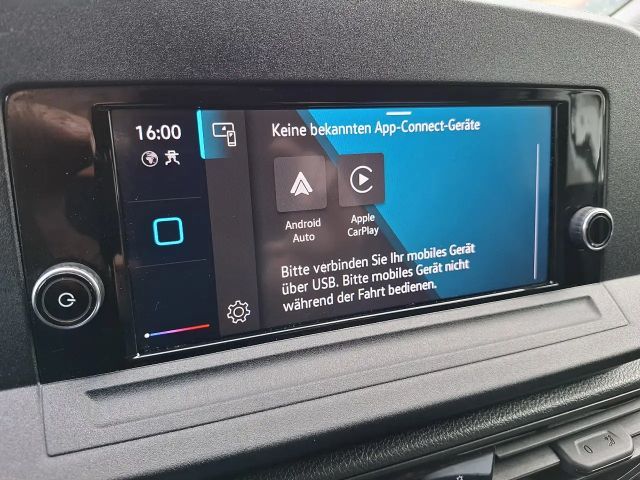 16:00
Keine bekannten App-Connect-Geräte
Android
Auto
Apple
CarPlay
Bitte verbinden Sie Ihr mobiles Gerät
über USB. Bitte mobiles Gerät nicht
während der Fahrt bedienen.
0